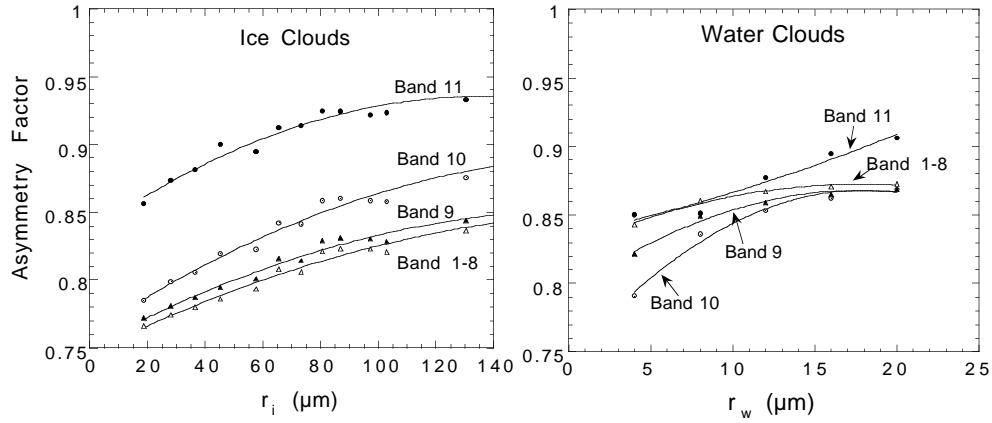 Ice Clouds
Asymmetry Factor
1
0.95
0.9
0.85
0.8
0.75
Band 11
Band 10
Band 9
Band 1-8
0 20 40 60 80 100 120 140
r i (µm)
Water Clouds
1
0.95
0.9
0.85
0.8
0.75
Band 11
Band 1-8
Band 9
Band 10
0 5 10 15 20 25
r w (µm)